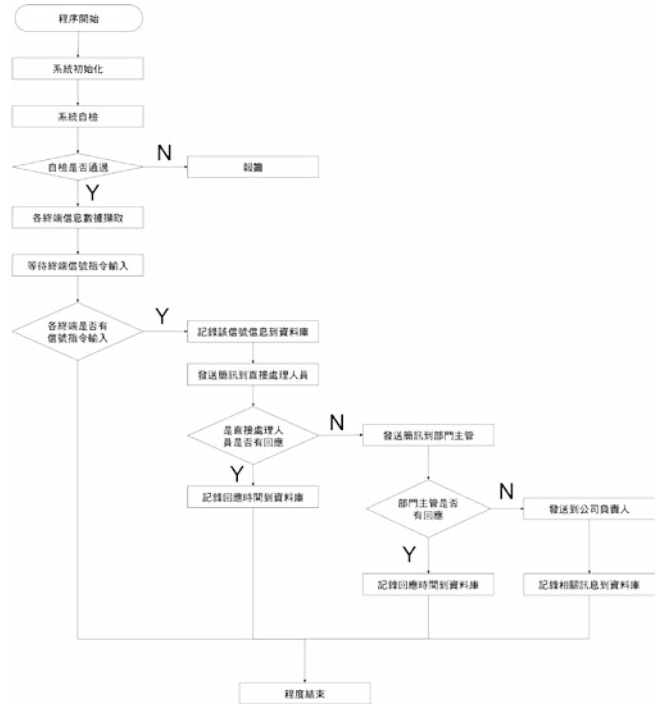 程序開始
系統初始化
系統自檢
自檢是否通過
N
報警
Y
各終端信息數據擷取
等待終端信號指令輸入
各終端是否有
信號指令輸入
Y
記錄該信號信息到資料庫
發送簡訊到直接處理人員
是直接處理人
員是否有回應
N
發送簡訊到部門主管
Y
記錄回應時間到資料庫
部門主管是否
有回應
N
發送到公司負責人
Y
記錄回應時間到資料庫
記錄相關訊息到資料庫
程度結束